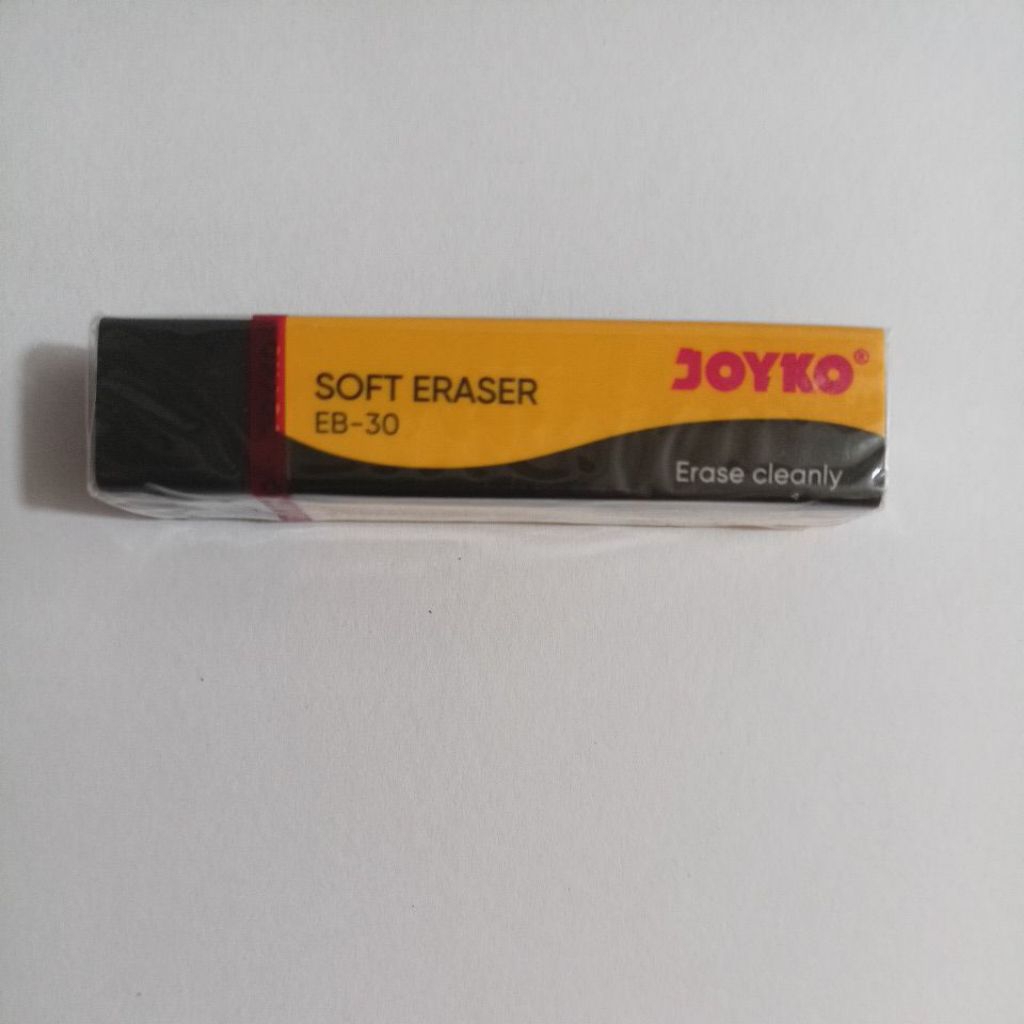 SOFT ERASER
EB-30
JOYKO®
Erase cleanly